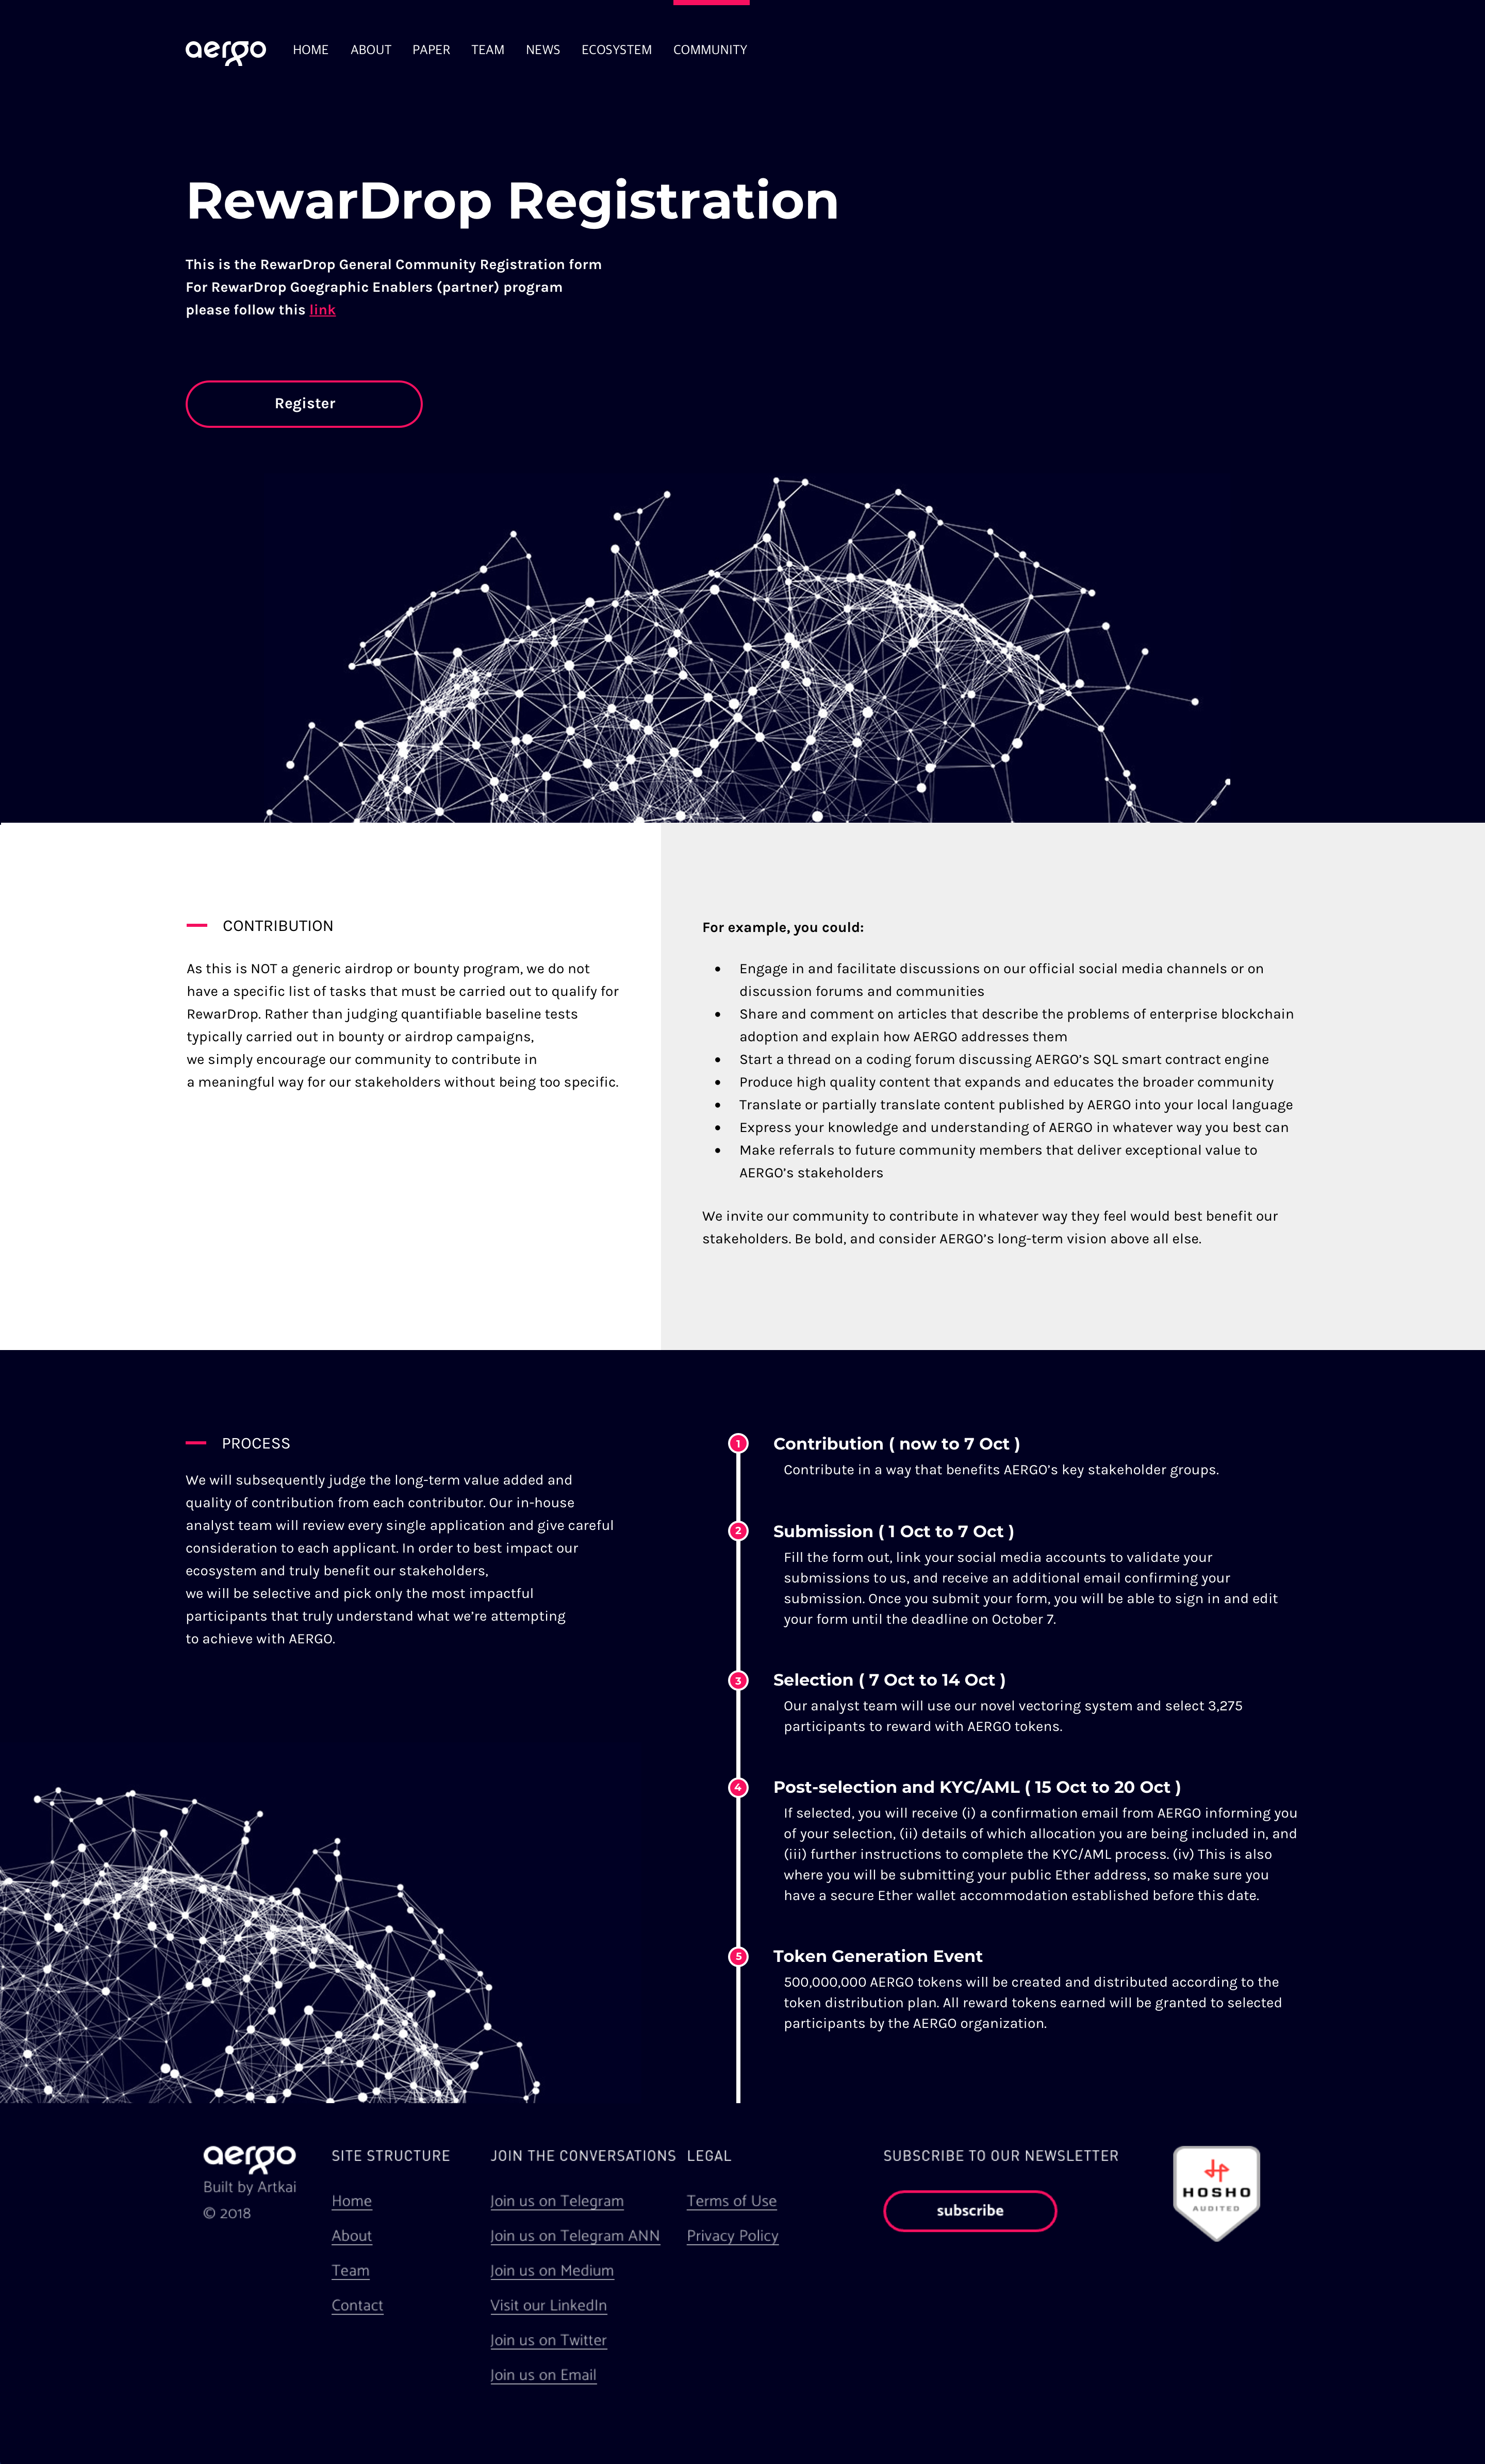 aergo
HOME ABOUT PAPER TEAM NEWS ECOSYSTEM COMMUNITY
RewarDrop Registration
This is the RewarDrop General Community Registration form
For RewarDrop Goegraphic Enablers (partner) program
please follow this link
Register
CONTRIBUTION
As this is NOT a generic airdrop or bounty program, we do not
have a specific list of tasks that must be carried out to qualify for
RewarDrop. Rather than judging quantifiable baseline tests
typically carried out in bounty or airdrop campaigns,
we simply encourage our community to contribute in
a meaningful way for our stakeholders without being too specific.
For example, you could:
• Engage in and facilitate discussions on our official social media channels or on
discussion forums and communities
• Share and comment on articles that describe the problems of enterprise blockchain
adoption and explain how AERGO addresses them
• Start a thread on a coding forum discussing AERGO’s SQL smart contract engine
• Produce high quality content that expands and educates the broader community
• Translate or partially translate content published by AERGO into your local language
• Express your knowledge and understanding of AERGO in whatever way you best can
• Make referrals to future community members that deliver exceptional value to
AERGO’s stakeholders
We invite our community to contribute in whatever way they feel would best benefit our
stakeholders. Be bold, and consider AERGO’s long-term vision above all else.
PROCESS
We will subsequently judge the long-term value added and
quality of contribution from each contributor. Our in-house
analyst team will review every single application and give careful
consideration to each applicant. In order to best impact our
ecosystem and truly benefit our stakeholders,
we will be selective and pick only the most impactful
participants that truly understand what we’re attempting
to achieve with AERGO.
1 Contribution ( now to 7 Oct )
Contribute in a way that benefits AERGO’s key stakeholder groups.
2 Submission ( 1 Oct to 7 Oct )
Fill the form out, link your social media accounts to validate your
submissions to us, and receive an additional email confirming your
submission. Once you submit your form, you will be able to sign in and edit
your form until the deadline on October 7.
3 Selection ( 7 Oct to 14 Oct )
Our analyst team will use our novel vectoring system and select 3,275
participants to reward with AERGO tokens.
4 Post-selection and KYC/AML ( 15 Oct to 20 Oct )
If selected, you will receive (i) a confirmation email from AERGO informing you
of your selection, (ii) details of which allocation you are being included in, and
(iii) further instructions to complete the KYC/AML process. (iv) This is also
where you will be submitting your public Ether address, so make sure you
have a secure Ether wallet accommodation established before this date.
5 Token Generation Event
500,000,000 AERGO tokens will be created and distributed according to the
token distribution plan. All reward tokens earned will be granted to selected
participants by the AERGO organization.
aergo
Built by Artkai
© 2018
SITE STRUCTURE
Home
About
Team
Contact
JOIN THE CONVERSATIONS
Join us on Telegram
Join us on Telegram ANN
Join us on Medium
Visit our LinkedIn
Join us on Twitter
Join us on Email
LEGAL
Terms of Use
Privacy Policy
SUBSCRIBE TO OUR NEWSLETTER
subscribe
HOSHO
AUDITED